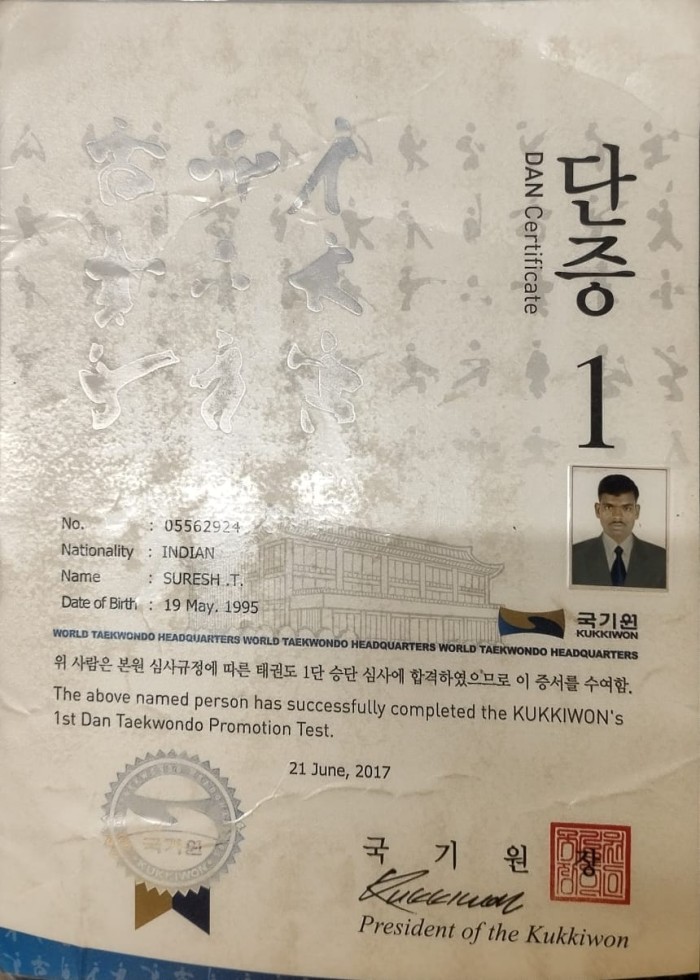 단증
DAN Certificate
1
No. : 05562924
Nationality : INDIAN
Name : SURESH .T.
Date of Birth : 19 May. 1995
국기원
KUKKIWON
WORLD TAEKWONDO HEADQUARTERS WORLD TAEKWONDO HEADQUARTERS WORLD TAEKWONDO HEADQUARTERS
위 사람은 본원 심사규정에 따른 태권도 1단 승단 심사에 합격하였으므로 이 증서를 수여함.
The above named person has successfully completed the KUKKIWON's
1st Dan Taekwondo Promotion Test.
21 June, 2017
국기원
KUKKIWON
국 기 원 장
Kukkiwon
President of the Kukkiwon